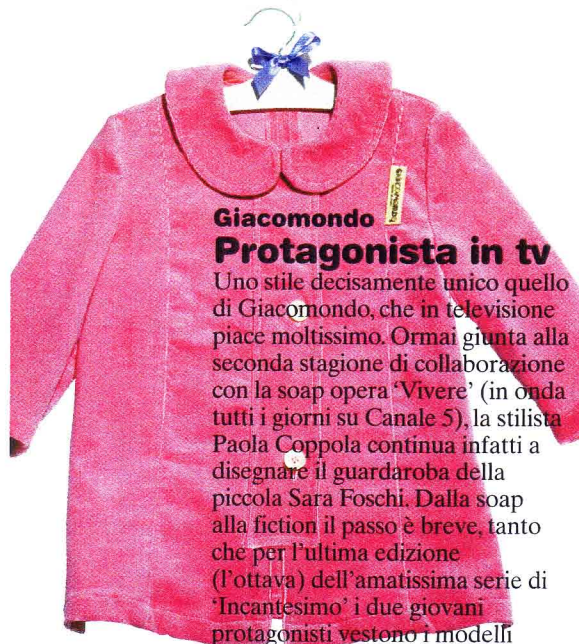 GIACOMONDO
Giacomondo
Protagonista in tv
Uno stile decisamente unico quello
di Giacomondo, che in televisione
piace moltissimo. Ormai giunta alla
seconda stagione di collaborazione
con la soap opera ‘Vivere’ (in onda
tutti i giorni su Canale 5), la stilista
Paola Coppola continua infatti a
disegnare il guardaroba della
piccola Sara Foschi. Dalla soap
alla fiction il passo è breve, tanto
che per l’ultima edizione
(l’ottava) dell’amatissima serie di
‘Incantesimo’ i due giovani
protagonisti vestono i modelli